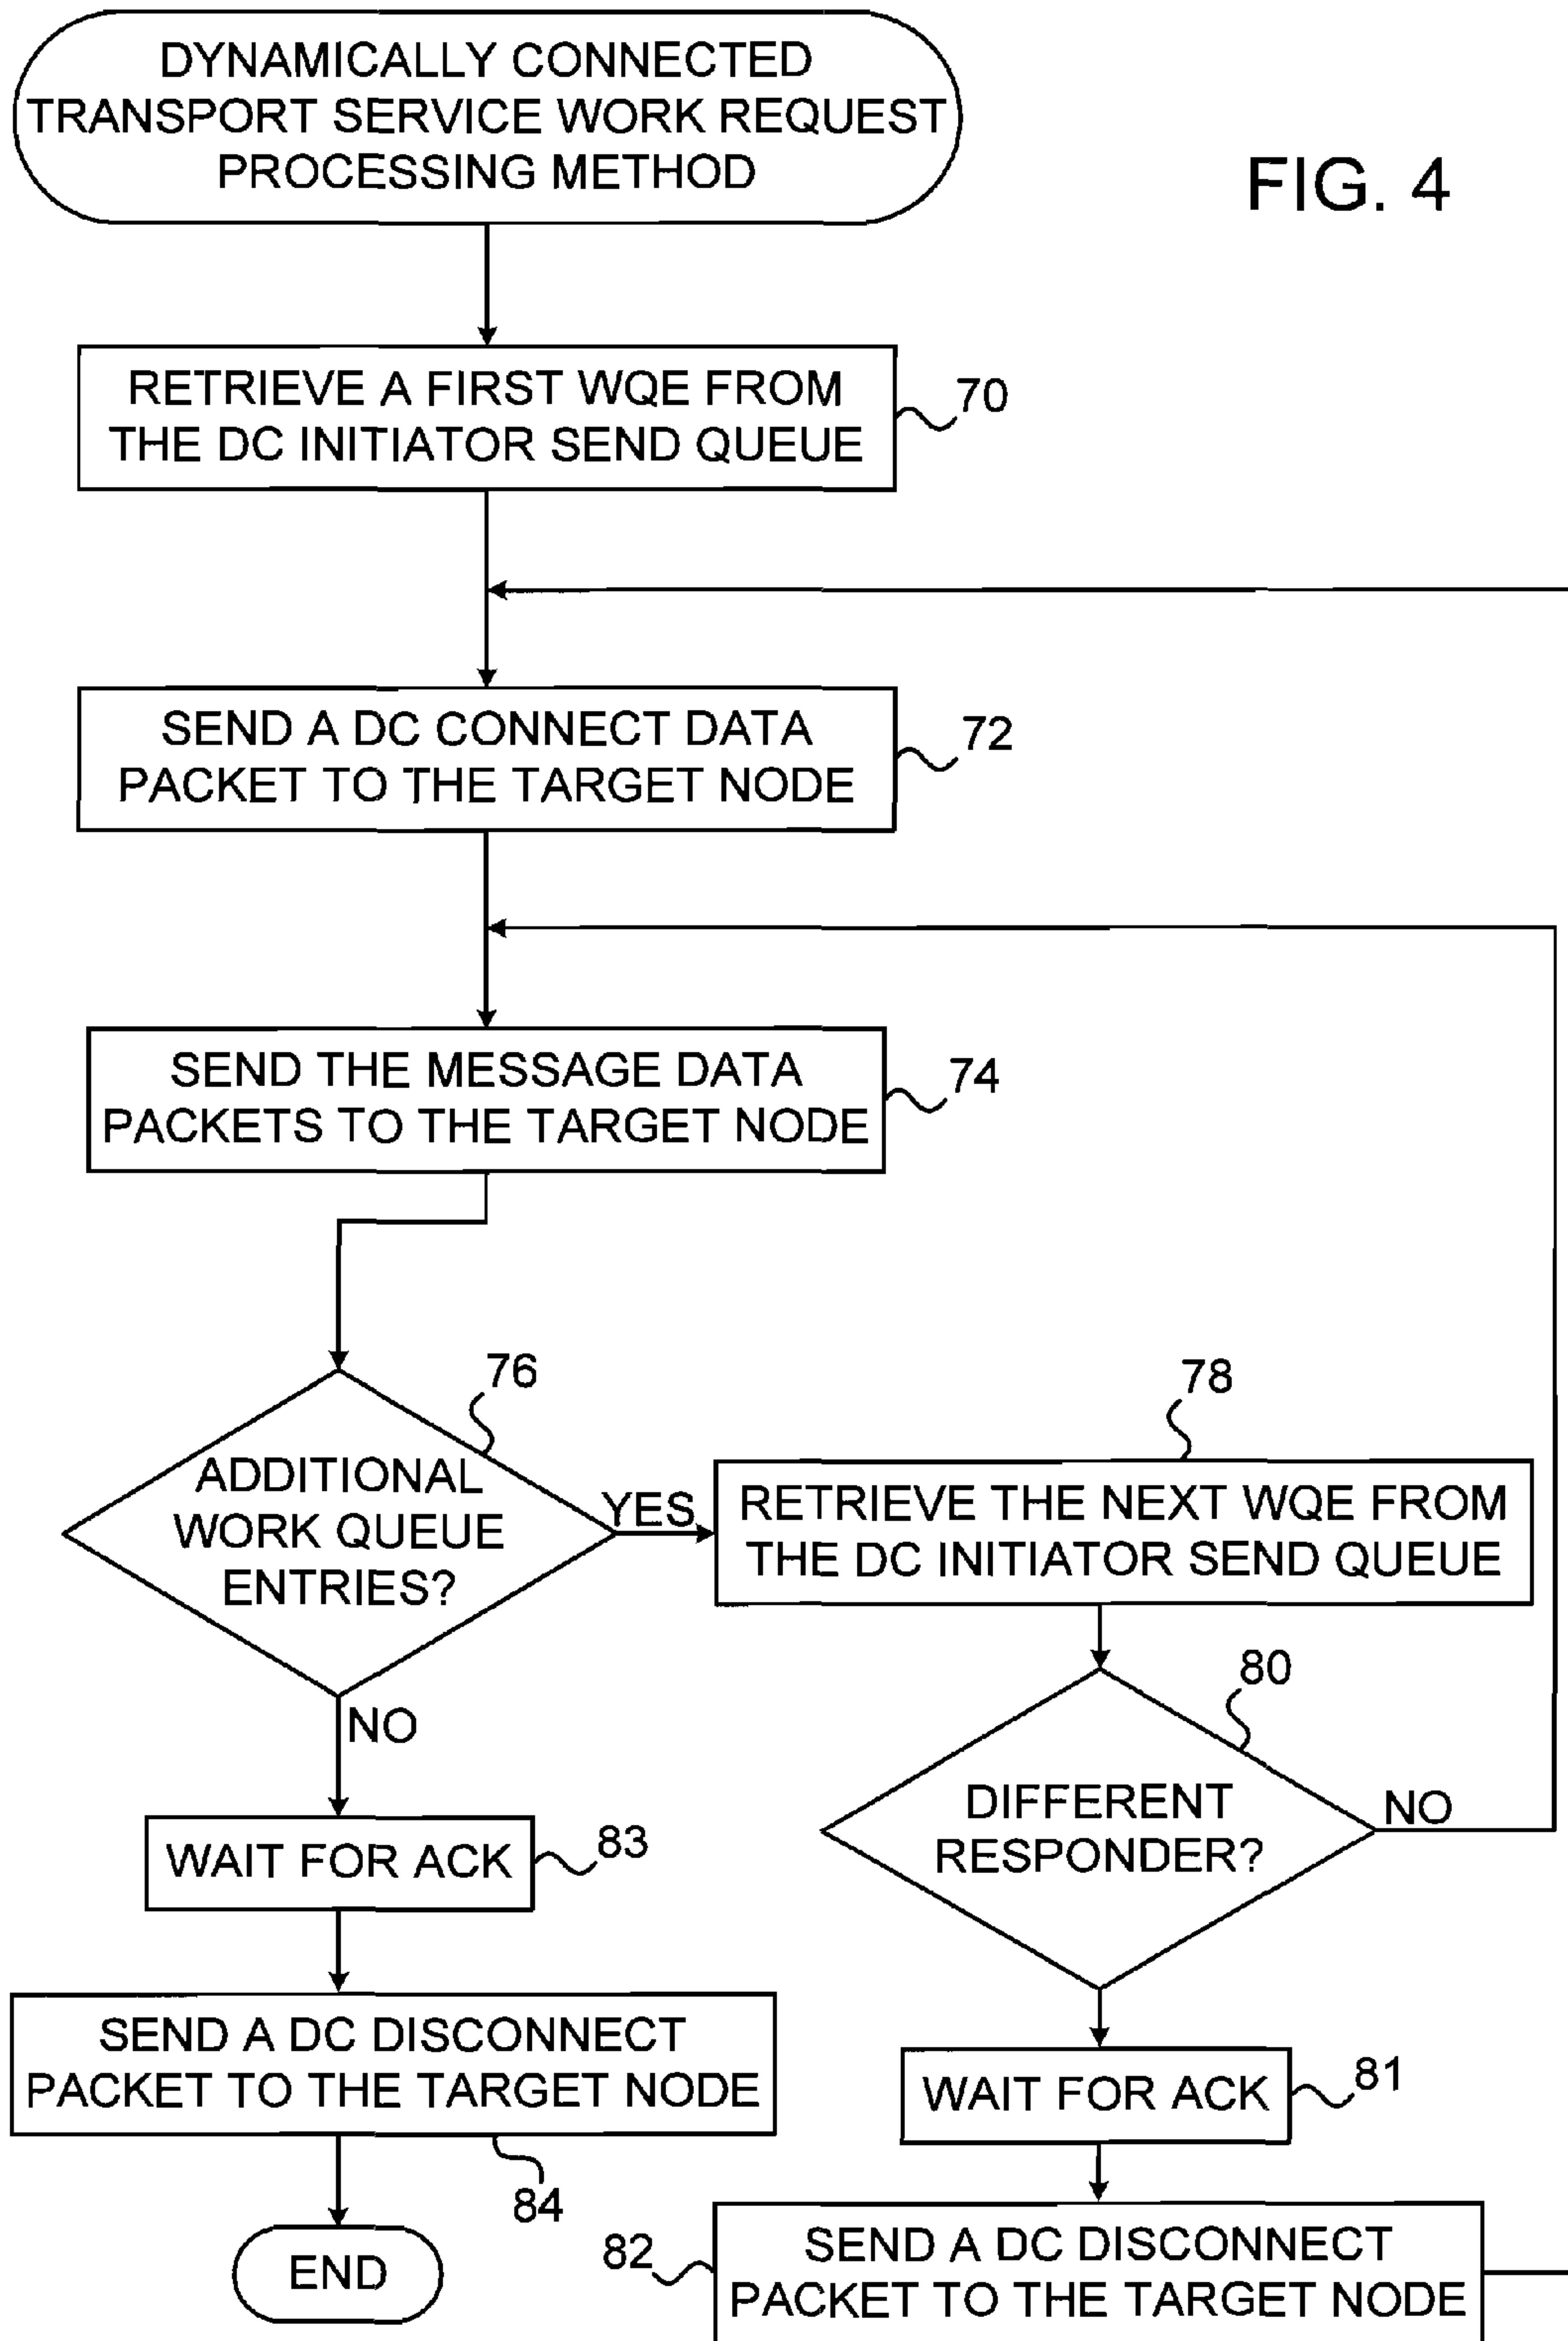 DYNAMICALLY CONNECTED
TRANSPORT SERVICE WORK REQUEST
PROCESSING METHOD
FIG. 4
RETRIEVE A FIRST WQE FROM
THE DC INITIATOR SEND QUEUE
70
SEND A DC CONNECT DATA
PACKET TO THE TARGET NODE
72
SEND THE MESSAGE DATA
PACKETS TO THE TARGET NODE
74
76
ADDITIONAL
WORK QUEUE
ENTRIES?
YES
NO
78
RETRIEVE THE NEXT WQE FROM
THE DC INITIATOR SEND QUEUE
80
DIFFERENT
RESPONDER?
NO
WAIT FOR ACK
83
SEND A DC DISCONNECT
PACKET TO THE TARGET NODE
84
END
WAIT FOR ACK
81
82
SEND A DC DISCONNECT
PACKET TO THE TARGET NODE